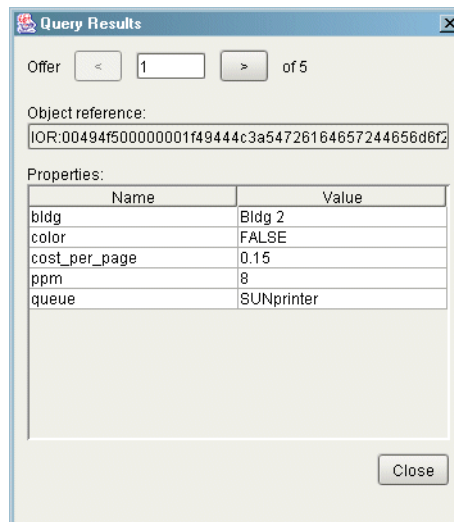 Query Results
Offer < 1 > of 5
Object reference:
IOR:00494f500000001f49444c3a54726164657244656d6f2
Properties:
Name Value
bldg Bldg 2
color FALSE
cost_per_page 0.15
ppm 8
queue SUNprinter
Close